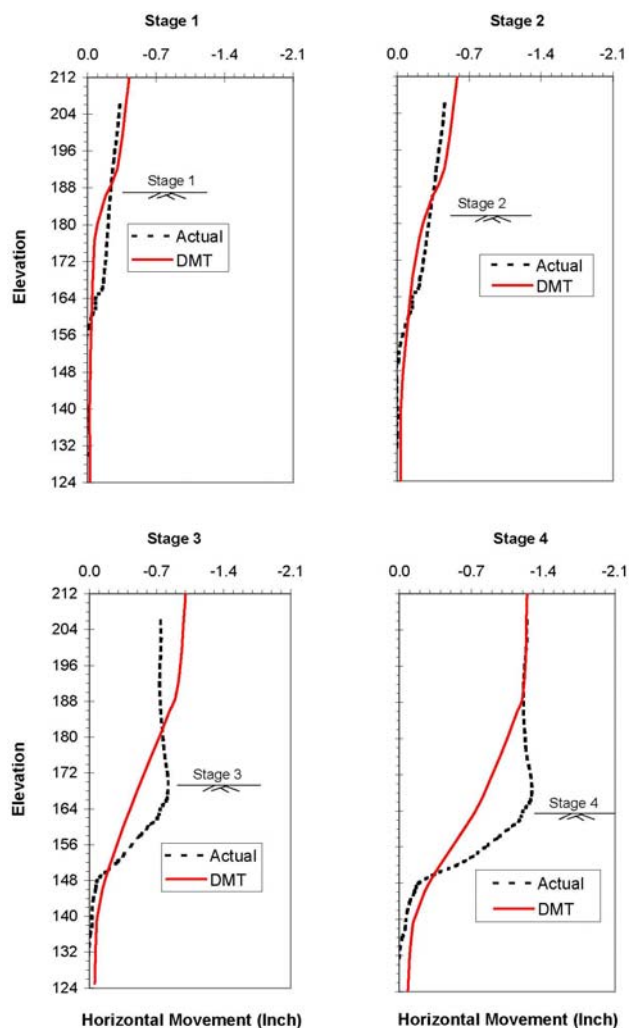 Stage 1
0.0 -0.7 -1.4 -2.1
212
204
196
188
180
172
164
156
148
140
132
124
Elevation
Stage 1
Actual
DMT
Stage 2
0.0 -0.7 -1.4 -2.1
Stage 2
Actual
DMT
Stage 3
0.0 -0.7 -1.4 -2.1
212
204
196
188
180
172
164
156
148
140
132
124
Elevation
Stage 3
Actual
DMT
Horizontal Movement (Inch)
Stage 4
0.0 -0.7 -1.4 -2.1
Stage 4
Actual
DMT
Horizontal Movement (Inch)